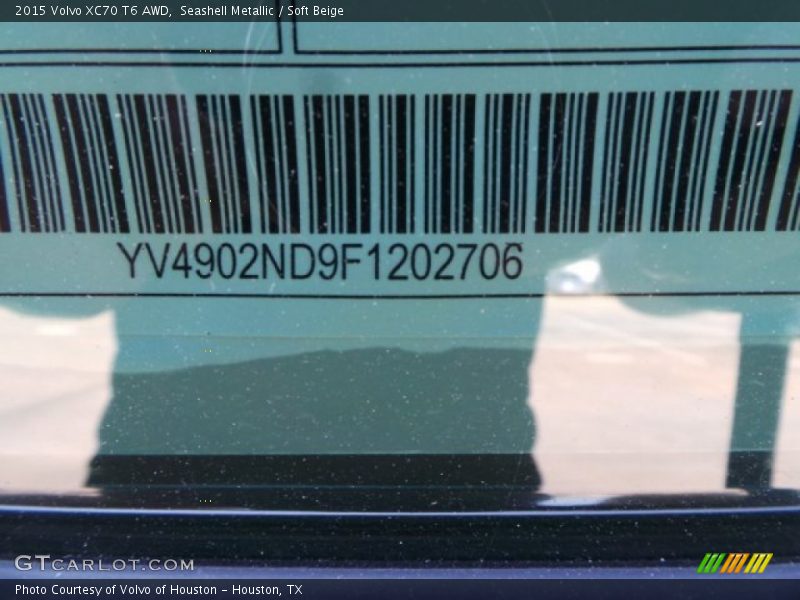 2015 Volvo XC70 T6 AWD, Seashell Metallic / Soft Beige
YV4902ND9F1202706
GTCARLOT.COM
Photo Courtesy of Volvo of Houston - Houston, TX